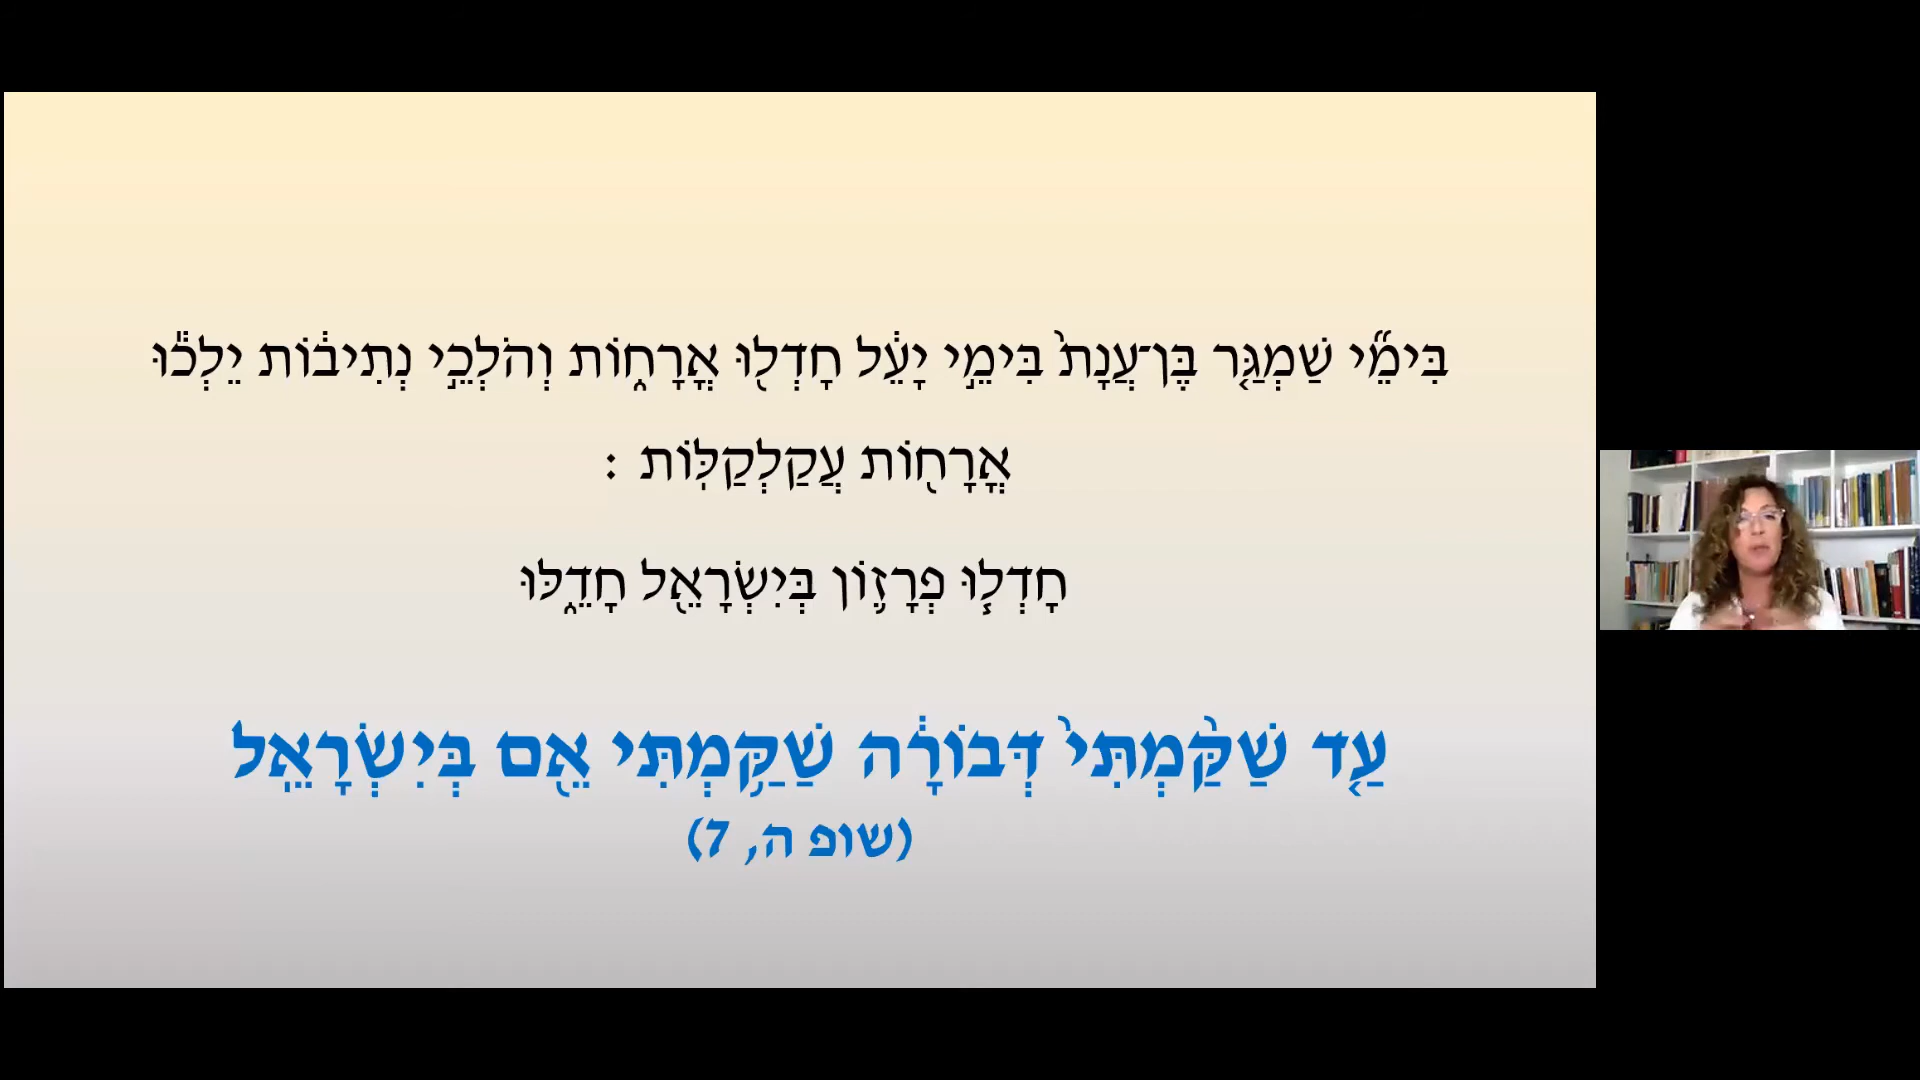 בִּימֵ֞י שַׁמְגַּ֤ר בֶּן־עֲנָת֙ בִּימֵ֣י יָעֵ֔ל חָדְל֖וּ אֳרָח֑וֹת וְהֹלְכֵ֣י נְתִיב֔וֹת יֵלְכ֕וּ
אֳרָח֖וֹת עֲקַלְקַלּֽוֹת ׃
חָדְל֧וּ פְרָז֛וֹן בְּיִשְׂרָאֵ֖ל חָדֵ֑לּוּ
עַ֤ד שַׁקַּ֙מְתִּי֙ דְּבוֹרָ֔ה שַׁקַּ֥מְתִּי אֵ֖ם בְּיִשְׂרָאֵֽל
(שופ ה, 7)